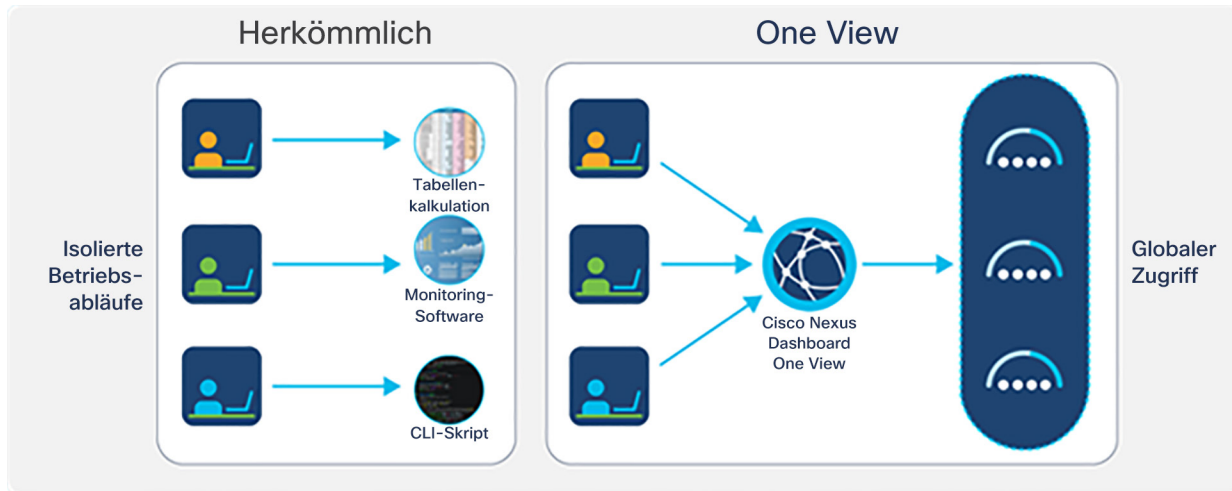 Herkömmlich
One View
Isolierte
Betriebs-
abläufe
Tabellen-
kalkulation
Monitoring-
Software
CLI-Skript
Cisco Nexus
Dashboard
One View
Globaler
Zugriff